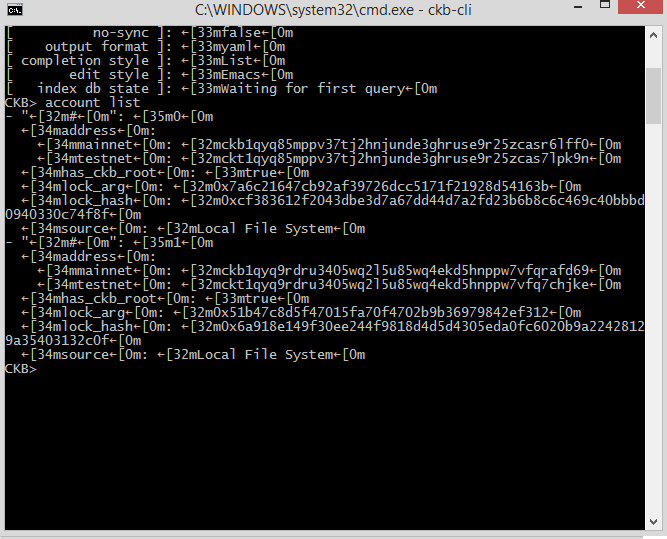 C:\WINDOWS\system32\cmd.exe - ckb-cli
[          no-sync ]: ←[33mfalse←[0m
[    output format ]: ←[33myaml←[0m
[ completion style ]: ←[33mList←[0m
[       edit style ]: ←[33mEmacs←[0m
[   index db state ]: ←[33mWaiting for first query←[0m
CKB> account list
- "←[32m#←[0m": ←[35m0←[0m
  ←[34maddress←[0m:
    ←[34mmainnet←[0m: ←[32mckb1qyq85mppv37tj2hnjunde3ghruse9r25zcasr6lff0←[0m
    ←[34mtestnet←[0m: ←[32mckt1qyq85mppv37tj2hnjunde3ghruse9r25zcas7lpk9n←[0m
  ←[34mhas_ckb_root←[0m: ←[33mtrue←[0m
  ←[34mlock_arg←[0m: ←[32m0x7a6c21647cb92af39726dcc5171f21928d54163b←[0m
  ←[34mlock_hash←[0m: ←[32m0xcf383612f2043dbe3d7a67dd44d7a2fd23b6b8c6c469c40bbbd
0940330c74f8f←[0m
  ←[34msource←[0m: ←[32mLocal File System←[0m
- "←[32m#←[0m": ←[35m1←[0m
  ←[34maddress←[0m:
    ←[34mmainnet←[0m: ←[32mckb1qyq9rdru3405wq2l5u85wq4ekd5hnppw7vfqrafd69←[0m
    ←[34mtestnet←[0m: ←[32mckt1qyq9rdru3405wq2l5u85wq4ekd5hnppw7vfq7chjke←[0m
  ←[34mhas_ckb_root←[0m: ←[33mtrue←[0m
  ←[34mlock_arg←[0m: ←[32m0x51b47c8d5f47015fa70f4702b9b36979842ef312←[0m
  ←[34mlock_hash←[0m: ←[32m0x6a918e149f30ee244f9818d4d5d4305eda0fc6020b9a2242812
9a35403132c0f←[0m
  ←[34msource←[0m: ←[32mLocal File System←[0m
CKB>